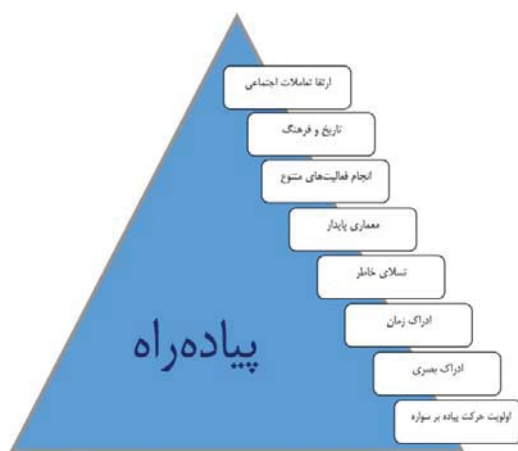 ارتقا تعاملات اجتماعی
تاریخ و فرهنگ
انجام فعالیت‌های متنوع
معماری پایدار
تسلای خاطر
ادراک زمان
ادراک بصری
اولویت حرکت پیاده بر سواره
پیاده‌راه